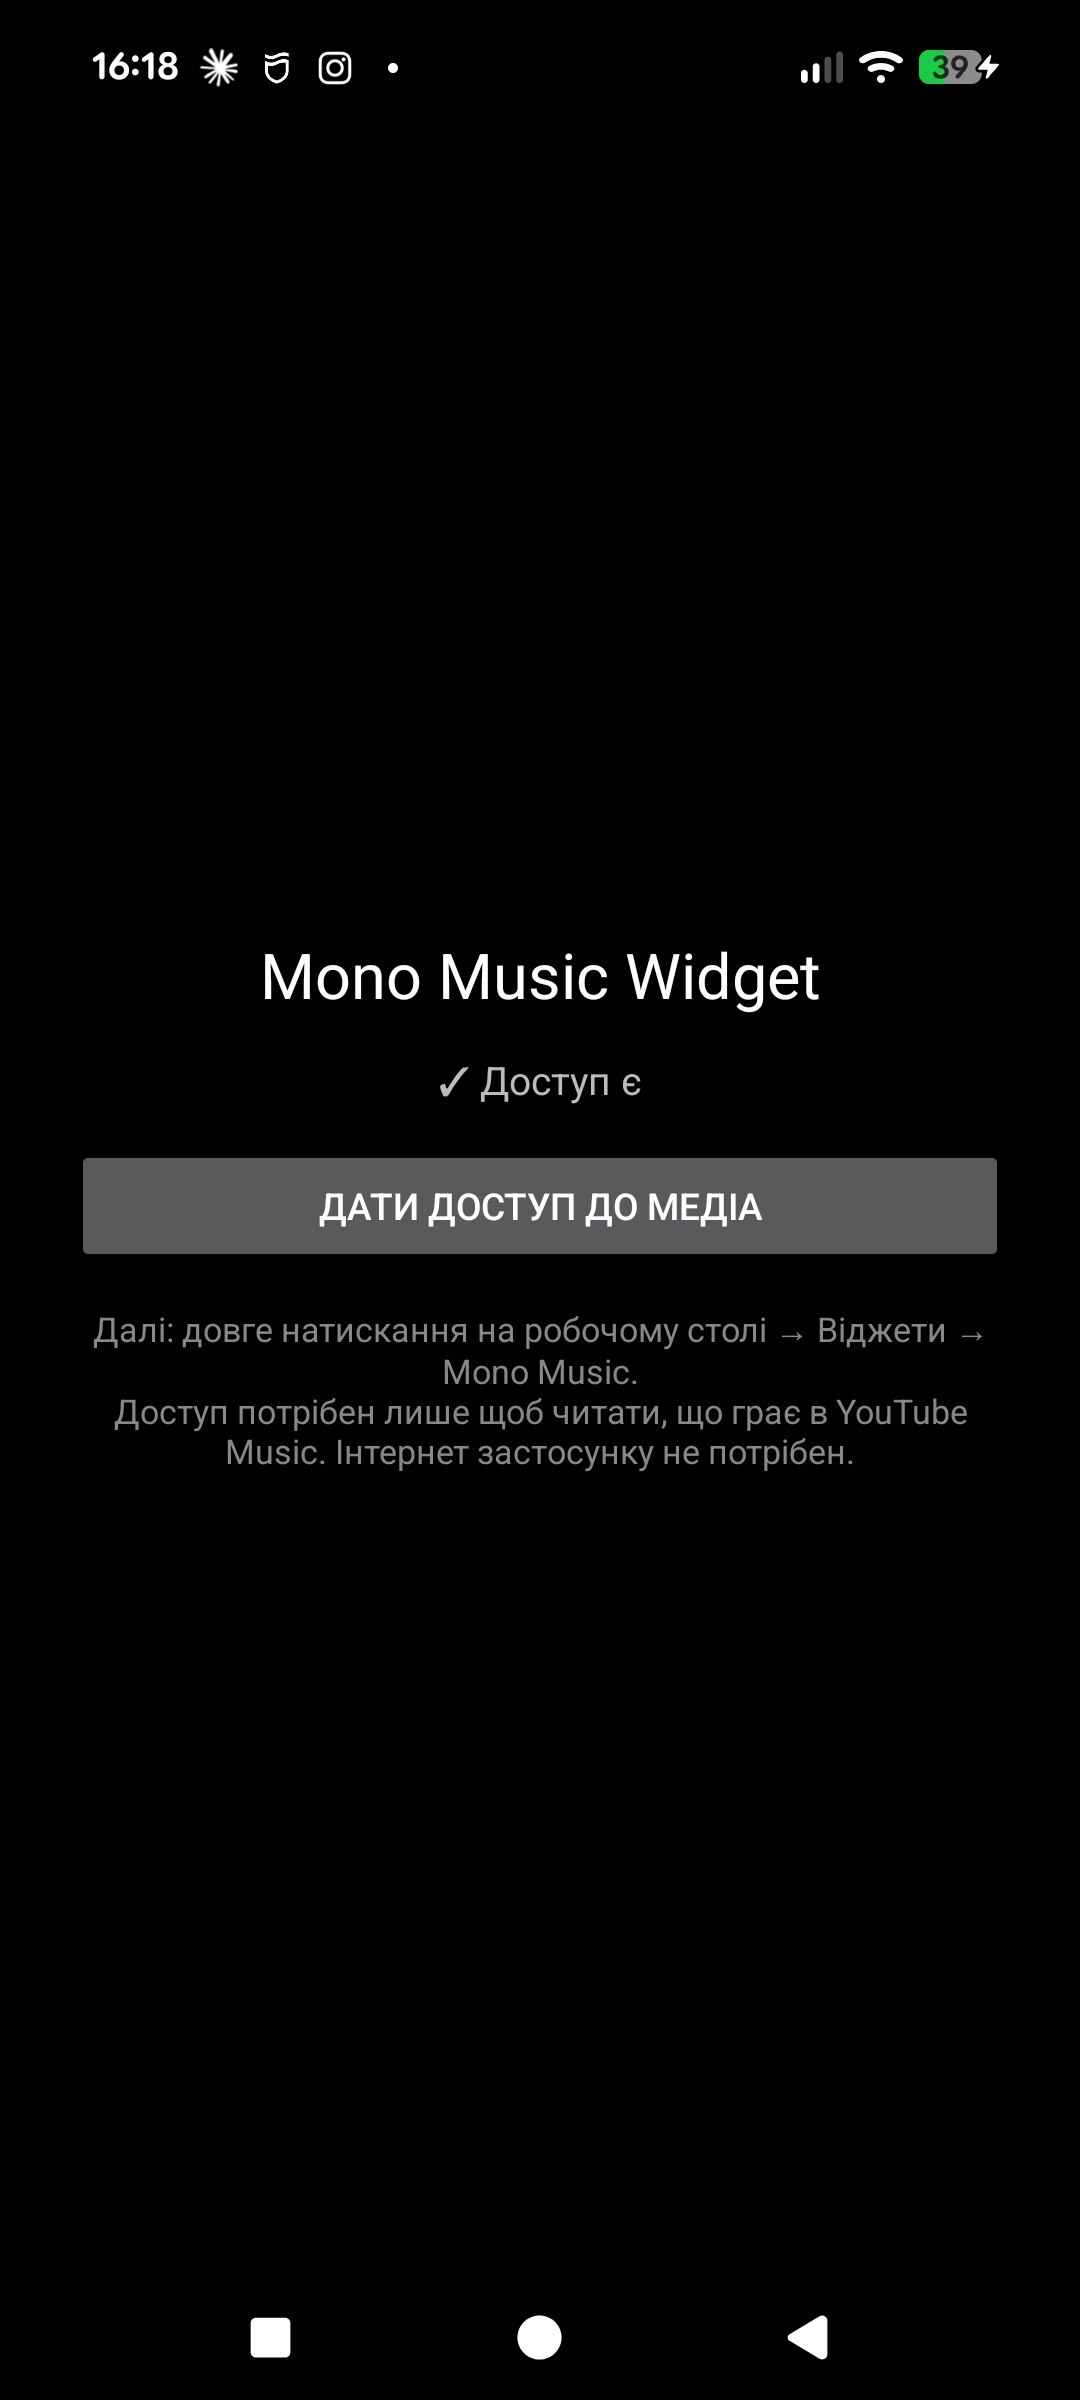 16:18
39
Mono Music Widget
✓ Доступ є
ДАТИ ДОСТУП ДО МЕДІА
Далі: довге натискання на робочому столі → Віджети →
Mono Music.
Доступ потрібен лише щоб читати, що грає в YouTube
Music. Інтернет застосунку не потрібен.